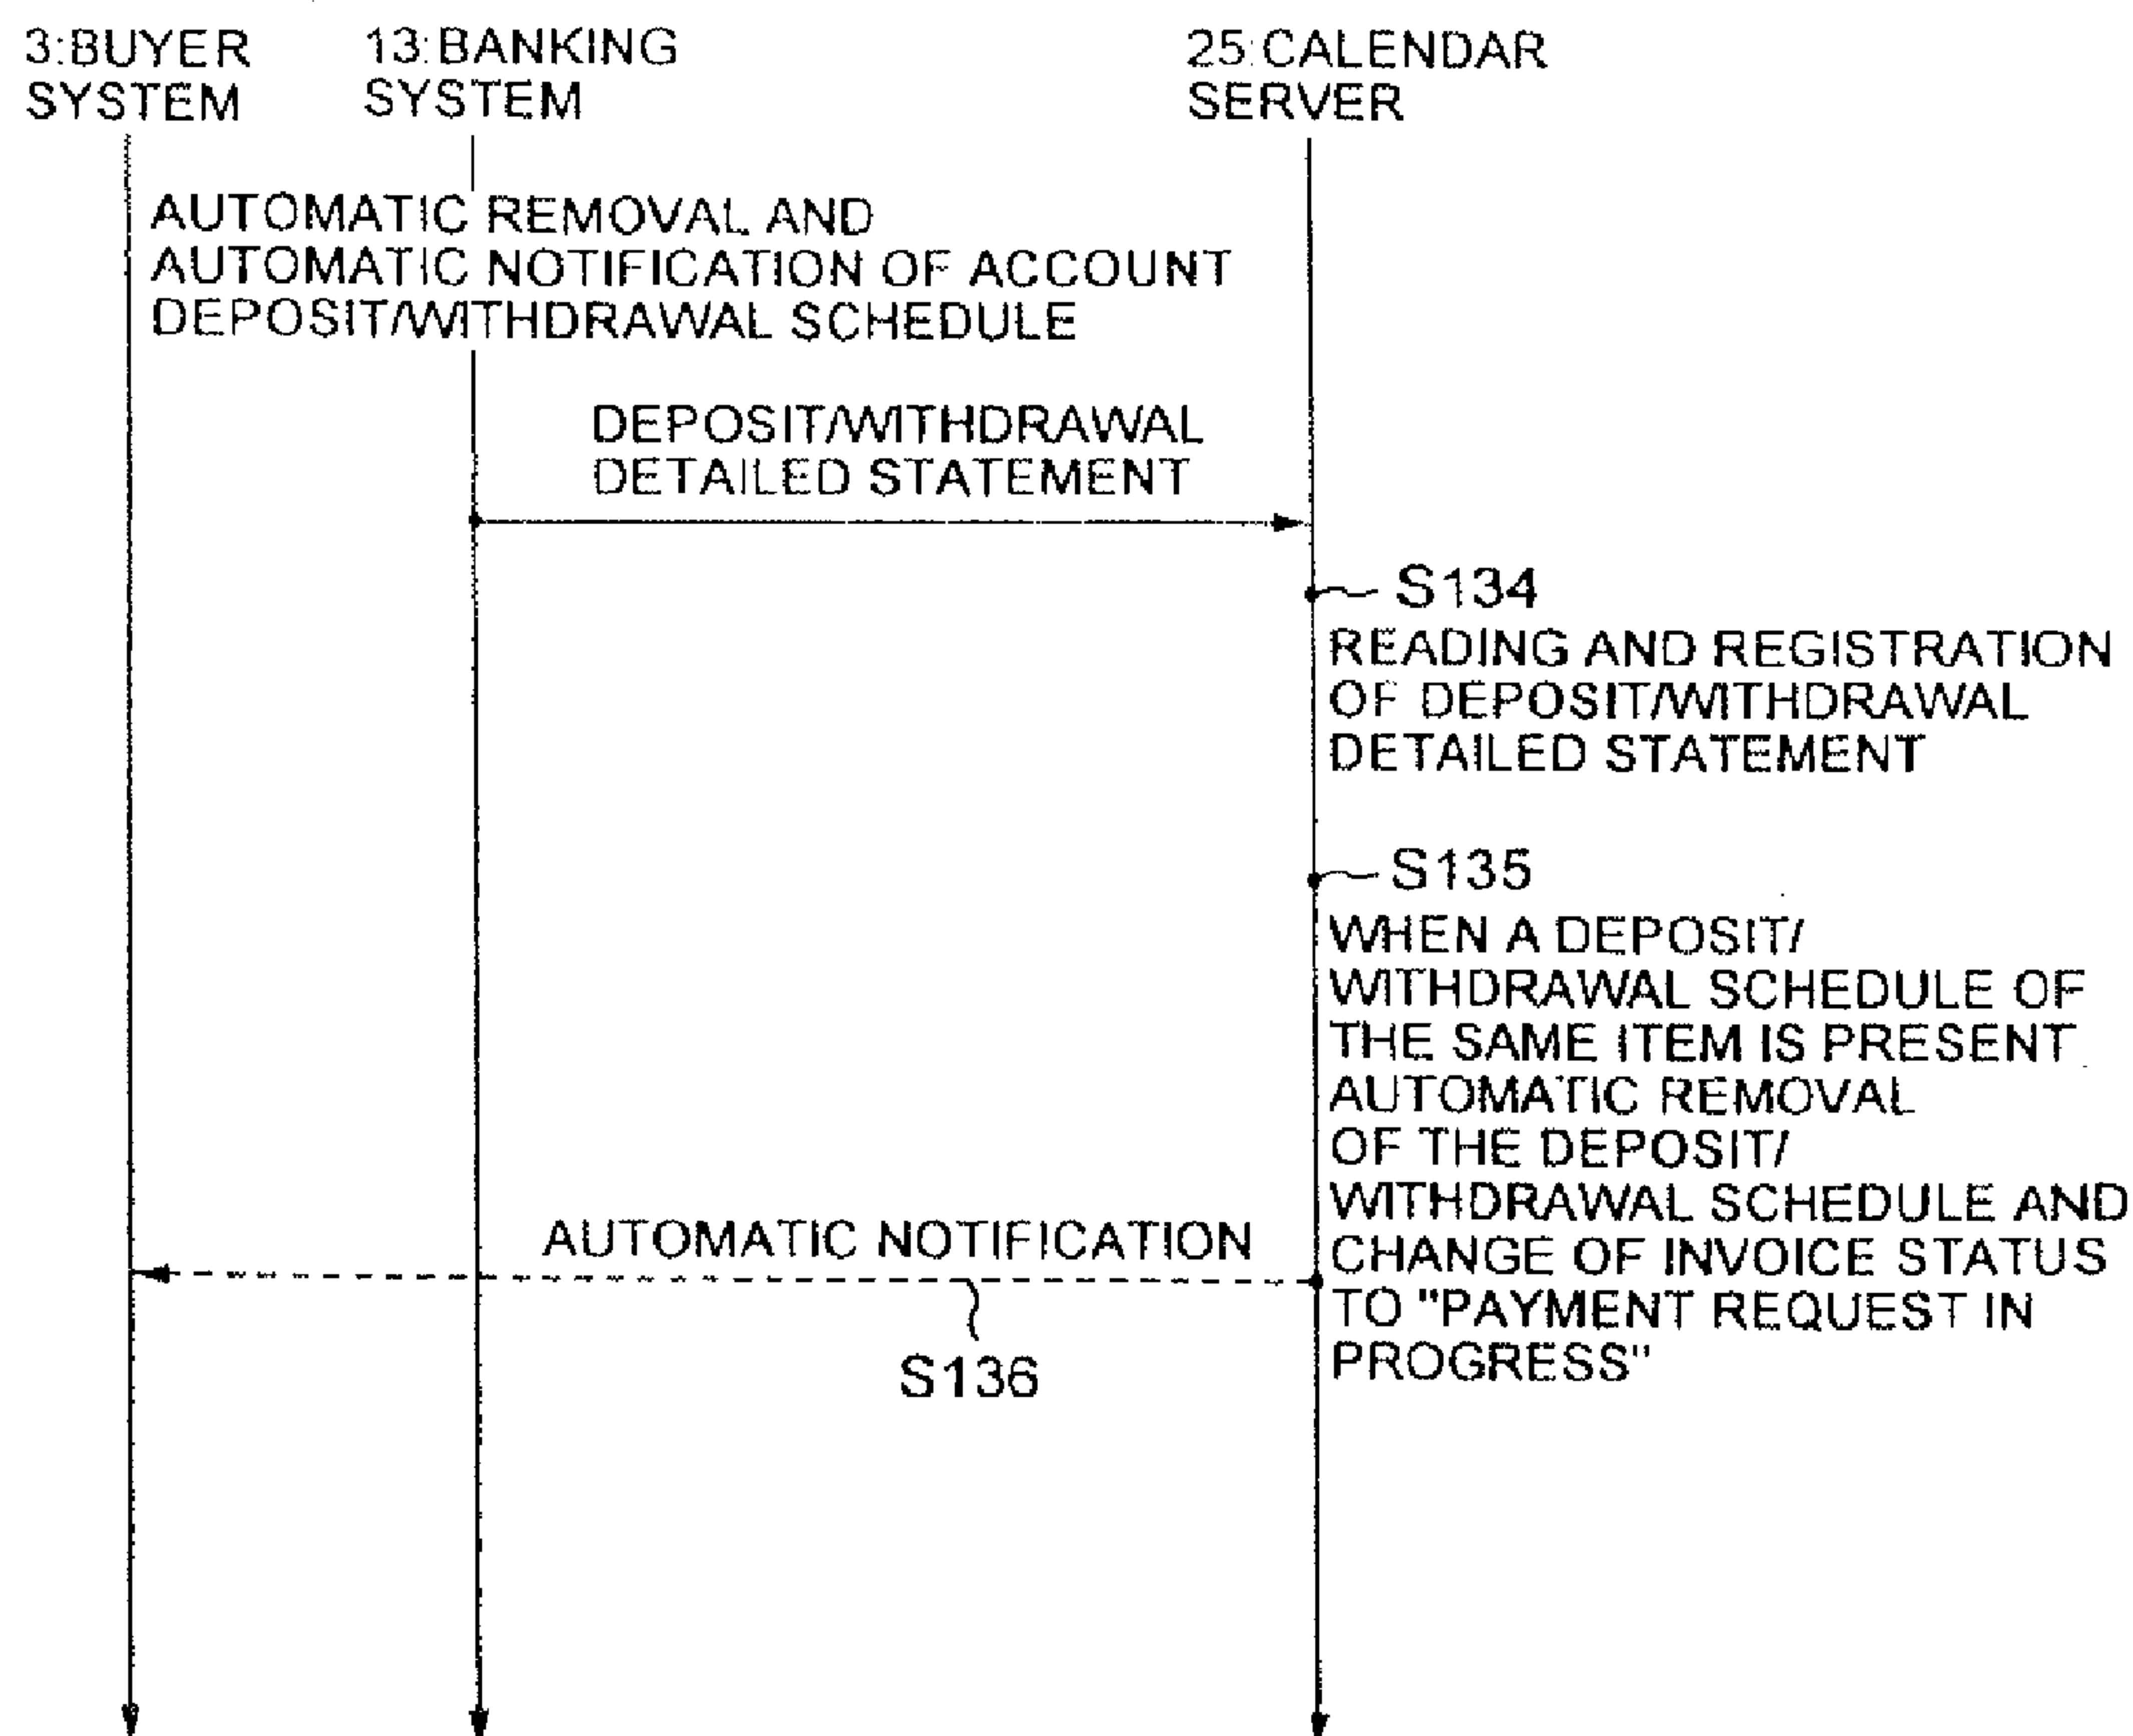 3:BUYER
SYSTEM
13:BANKING
SYSTEM
25:CALENDAR
SERVER
AUTOMATIC REMOVAL AND
AUTOMATIC NOTIFICATION OF ACCOUNT
DEPOSIT/WITHDRAWAL SCHEDULE
DEPOSIT/WITHDRAWAL
DETAILED STATEMENT
S134
READING AND REGISTRATION
OF DEPOSIT/WITHDRAWAL
DETAILED STATEMENT
S135
WHEN A DEPOSIT/
WITHDRAWAL SCHEDULE OF
THE SAME ITEM IS PRESENT
AUTOMATIC REMOVAL
OF THE DEPOSIT/
WITHDRAWAL SCHEDULE AND
CHANGE OF INVOICE STATUS
TO "PAYMENT REQUEST IN
PROGRESS"
AUTOMATIC NOTIFICATION
S136